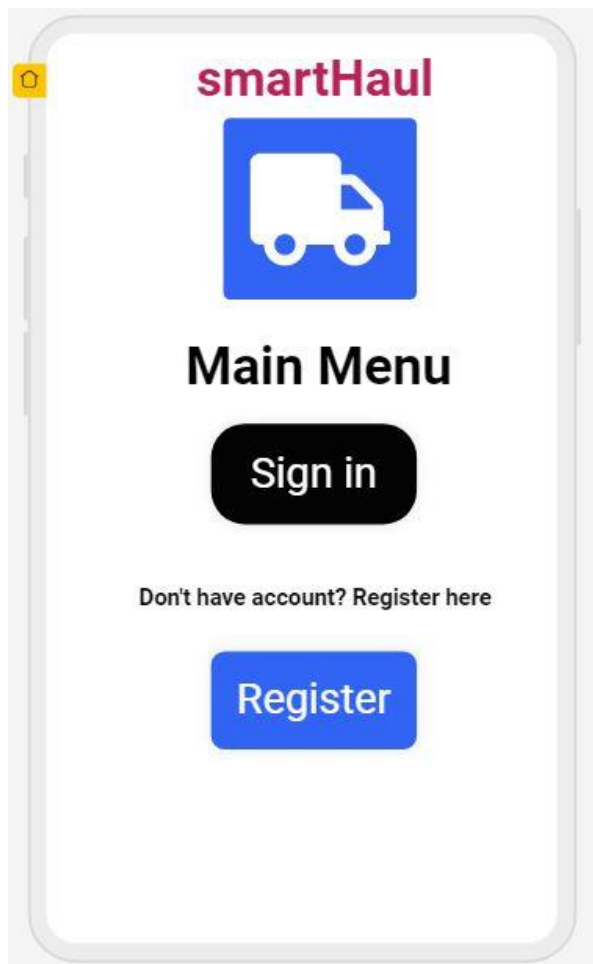 smartHaul
Main Menu
Sign in
Don't have account? Register here
Register